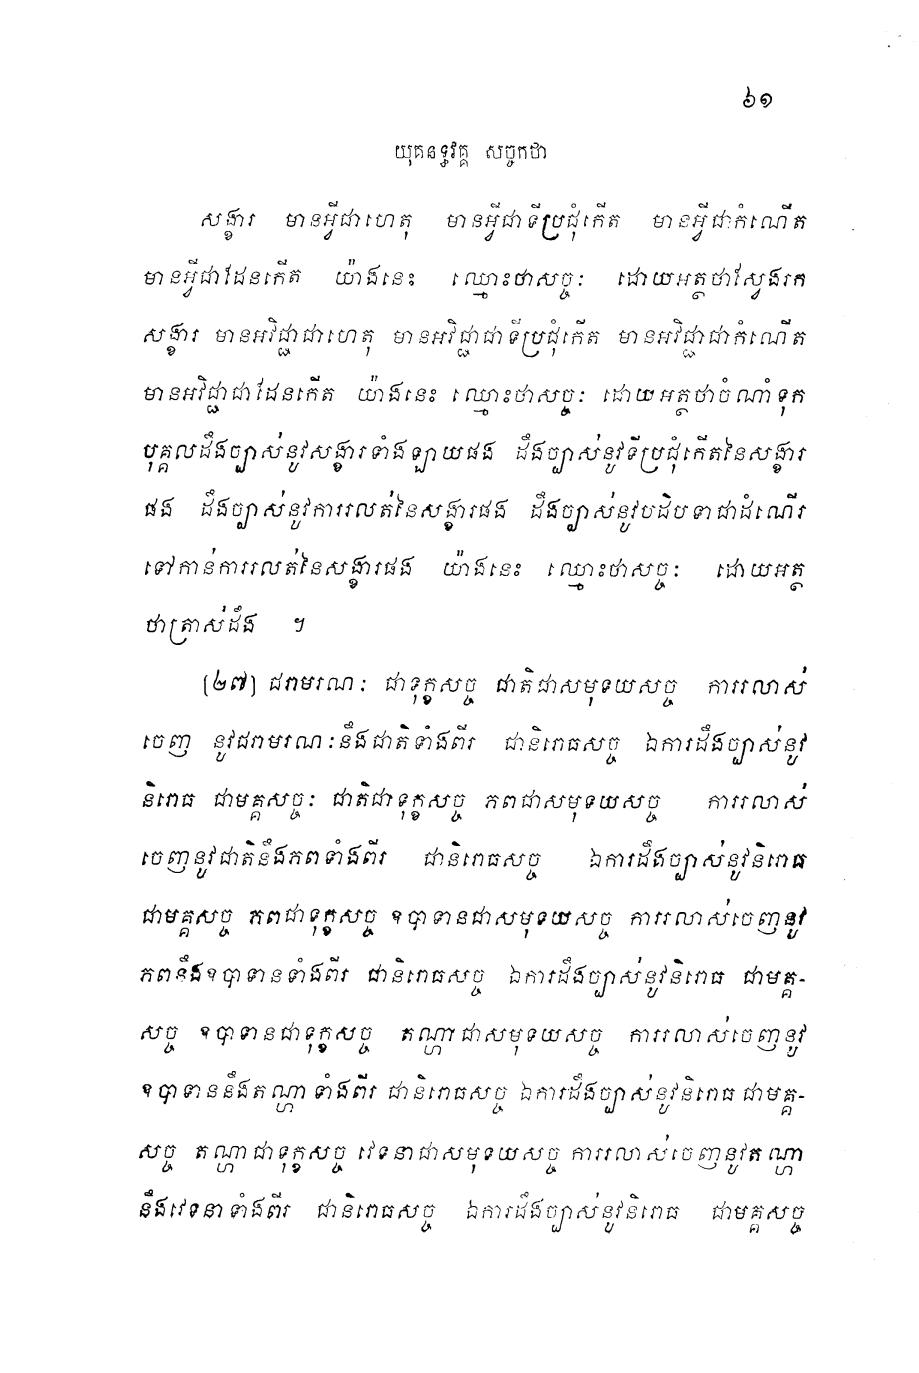 ៦១
យុគនទ្ធវគ្គ សច្ចកថា
សង្ខារ មានអ្វីជាហេតុ មានអ្វីជាទីប្រជុំកើត មានអ្វីជាកំណើត
មានអ្វីជាដែនកើត យ៉ាងនេះ ឈ្មោះថាសច្ចៈ ដោយអត្ថថាស្វែងរក
សង្ខារ មានអវិជ្ជាជាហេតុ មានអវិជ្ជាជាទីប្រជុំកើត មានអវិជ្ជាជាកំណើត
មានអវិជ្ជាជាដែនកើត យ៉ាងនេះ ឈ្មោះថាសច្ចៈ ដោយអត្ថថាចំណាំទុក
បុគ្គលដឹងច្បាស់នូវសង្ខារទាំងឡាយផង ដឹងច្បាស់នូវទីប្រជុំកើតនៃសង្ខារ
ផង ដឹងច្បាស់នូវការរលត់នៃសង្ខារផង ដឹងច្បាស់នូវបដិបទាជាដំណើរ
ទៅកាន់ការរលត់នៃសង្ខារផង យ៉ាងនេះ ឈ្មោះថាសច្ចៈ ដោយអត្ថ
ថាត្រាស់ដឹង ។
(២៧) ជរាមរណៈ ជាទុក្ខសច្ច ជាតិជាសមុទយសច្ច ការរលាស់
ចេញ នូវជរាមរណៈនឹងជាតិទាំងពីរ ជានិរោធសច្ច ឯការដឹងច្បាស់នូវ
និរោធ ជាមគ្គសច្ចៈ ជាតិជាទុក្ខសច្ច ភពជាសមុទយសច្ច ការរលាស់
ចេញនូវជាតិនឹងភពទាំងពីរ ជានិរោធសច្ច ឯការដឹងច្បាស់នូវនិរោធ
ជាមគ្គសច្ច ភពជាទុក្ខសច្ច ឧបាទានជាសមុទយសច្ច ការរលាស់ចេញនូវ
ភពនឹងឧបាទានទាំងពីរ ជានិរោធសច្ច ឯការដឹងច្បាស់នូវនិរោធ ជាមគ្គ-
សច្ច ឧបាទានជាទុក្ខសច្ច តណ្ហាជាសមុទយសច្ច ការរលាស់ចេញនូវ
ឧបាទាននឹងតណ្ហាទាំងពីរ ជានិរោធសច្ច ឯការដឹងច្បាស់នូវនិរោធ ជាមគ្គ-
សច្ច តណ្ហាជាទុក្ខសច្ច វេទនាជាសមុទយសច្ច ការរលាស់ចេញនូវតណ្ហា
នឹងវេទនាទាំងពីរ ជានិរោធសច្ច ឯការដឹងច្បាស់នូវនិរោធ ជាមគ្គសច្ច